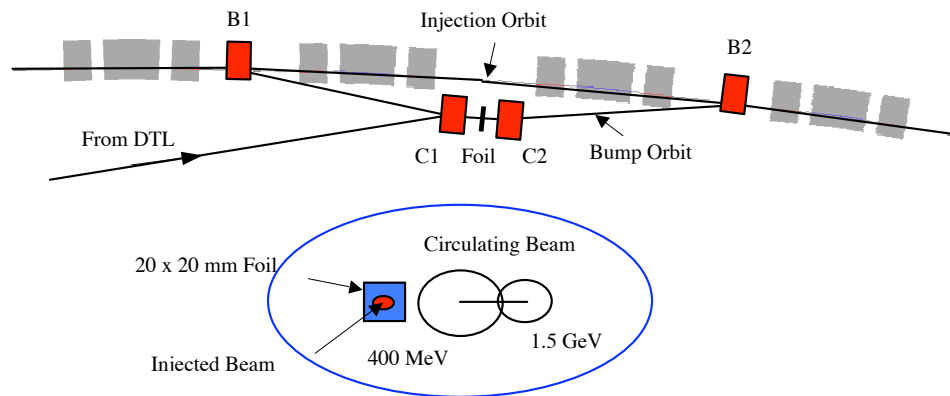 B1
Injection Orbit
B2
From DTL
C1
Foil
C2
Bump Orbit
Circulating Beam
20 x 20 mm Foil
1.5 GeV
Injected Beam
400 MeV